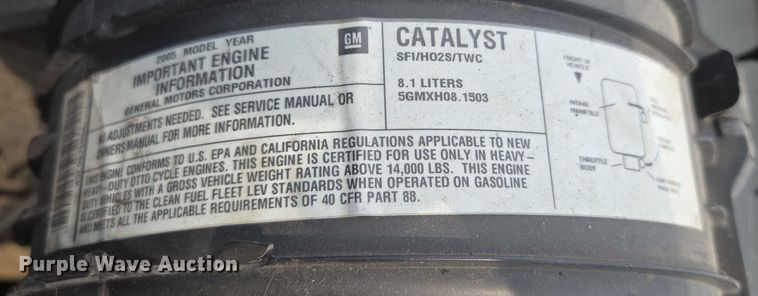 2005 MODEL YEAR
IMPORTANT ENGINE
INFORMATION
GENERAL MOTORS CORPORATION
GM
CATALYST
SFI/HO2S/TWC
8.1 LITERS
5GMXH08.1503
NO ADJUSTMENTS NEEDED. SEE SERVICE MANUAL OR
OWNERS MANUAL FOR MORE INFORMATION.
THIS ENGINE CONFORMS TO U.S. EPA AND CALIFORNIA REGULATIONS APPLICABLE TO NEW
HEAVY-DUTY OTTO CYCLE ENGINES. THIS ENGINE IS CERTIFIED FOR USE ONLY IN HEAVY-
DUTY VEHICLES WITH A GROSS VEHICLE WEIGHT RATING ABOVE 14,000 LBS. THIS ENGINE
IS CERTIFIED TO THE CLEAN FUEL FLEET LEV STANDARDS WHEN OPERATED ON GASOLINE
AND MEETS ALL THE APPLICABLE REQUIREMENTS OF 40 CFR PART 88.
FRONT OF
VEHICLE
INTAKE
MANIFOLD
THROTTLE
BODY
Purple Wave Auction